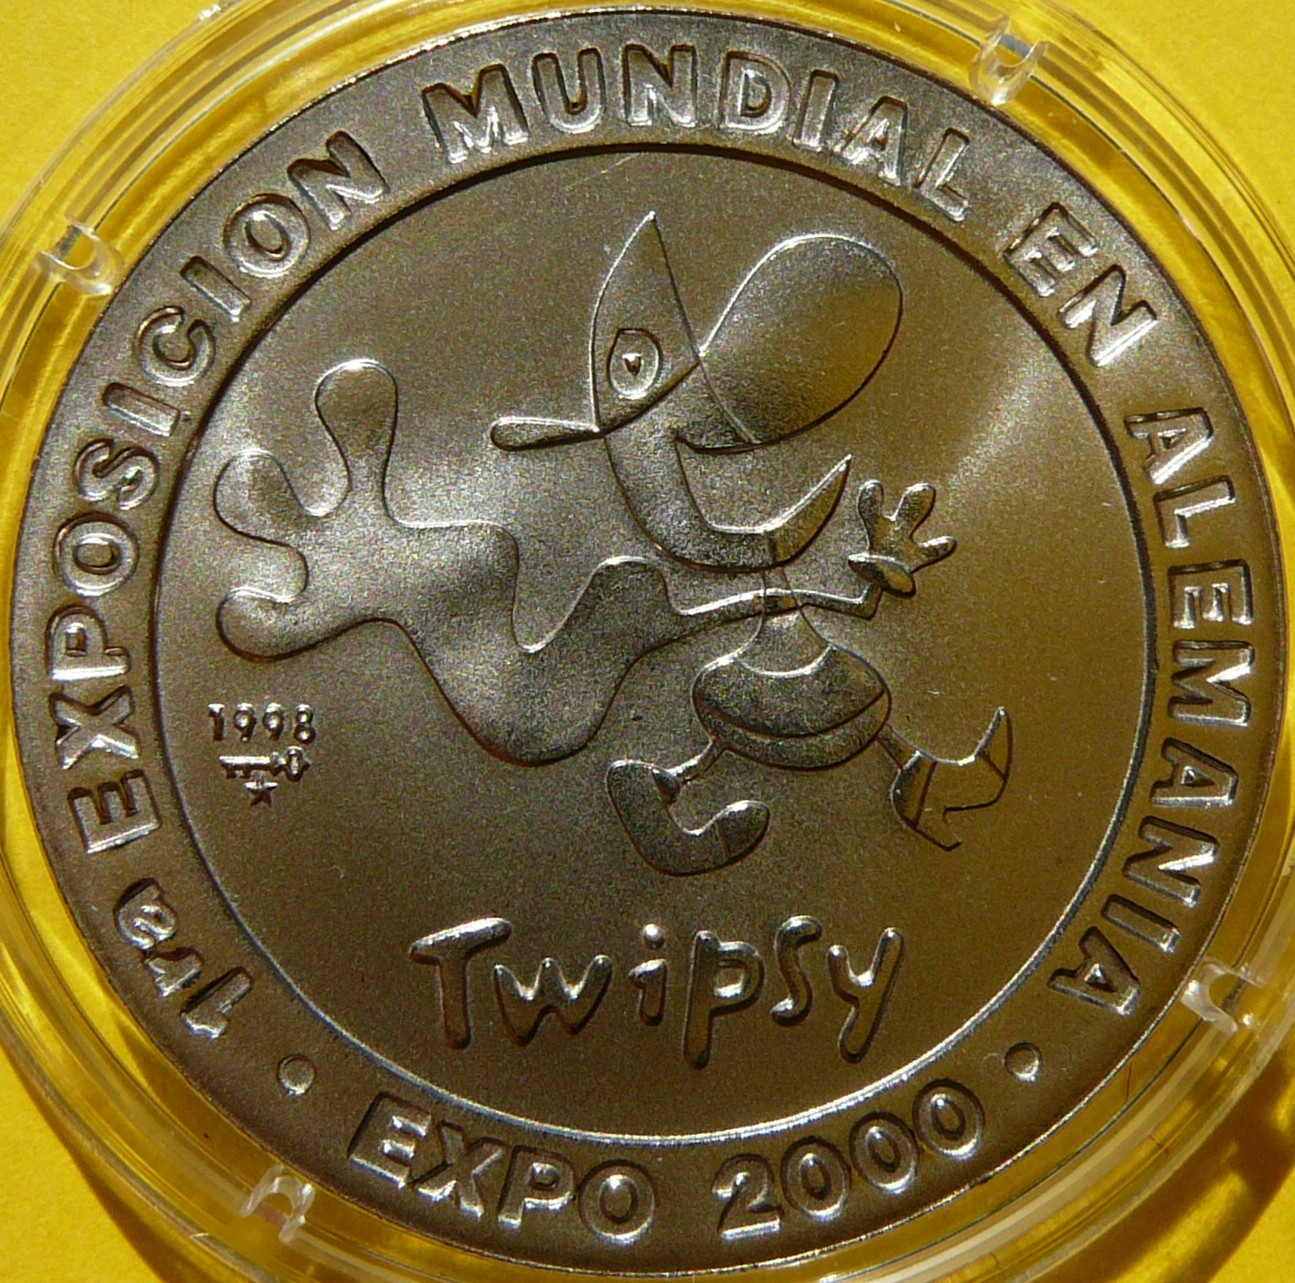 1ra EXPOSICION MUNDIAL EN ALEMANIA
1998
Twipsy
• EXPO 2000 •